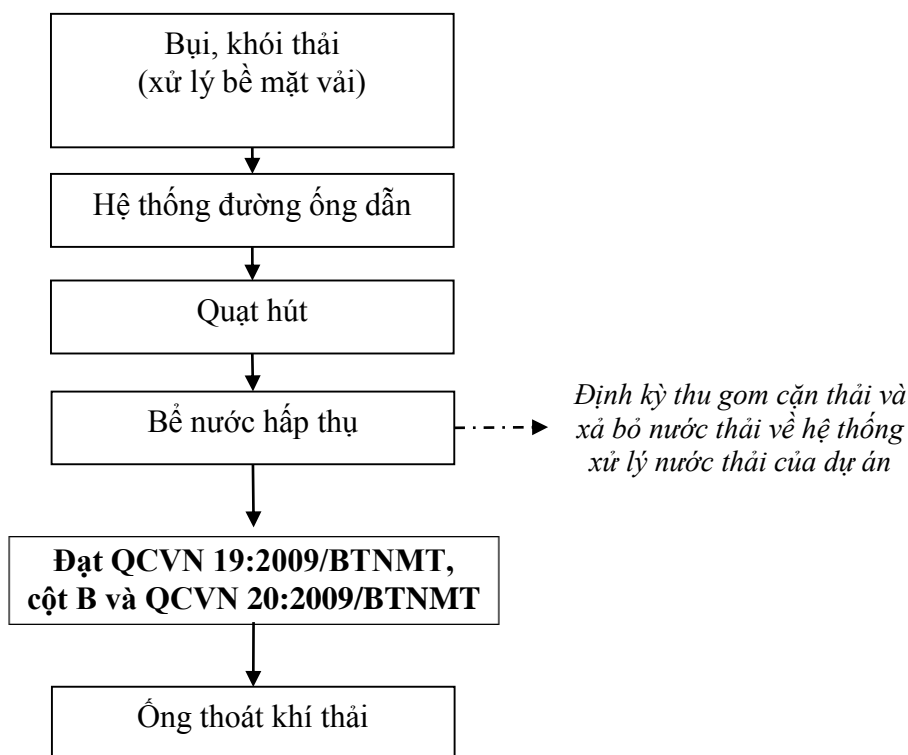 Bụi, khói thải
(xử lý bề mặt vải)
Hệ thống đường ống dẫn
Quạt hút
Bể nước hấp thụ
Định kỳ thu gom cặn thải và
xả bỏ nước thải về hệ thống
xử lý nước thải của dự án
Đạt QCVN 19:2009/BTNMT,
cột B và QCVN 20:2009/BTNMT
Ống thoát khí thải